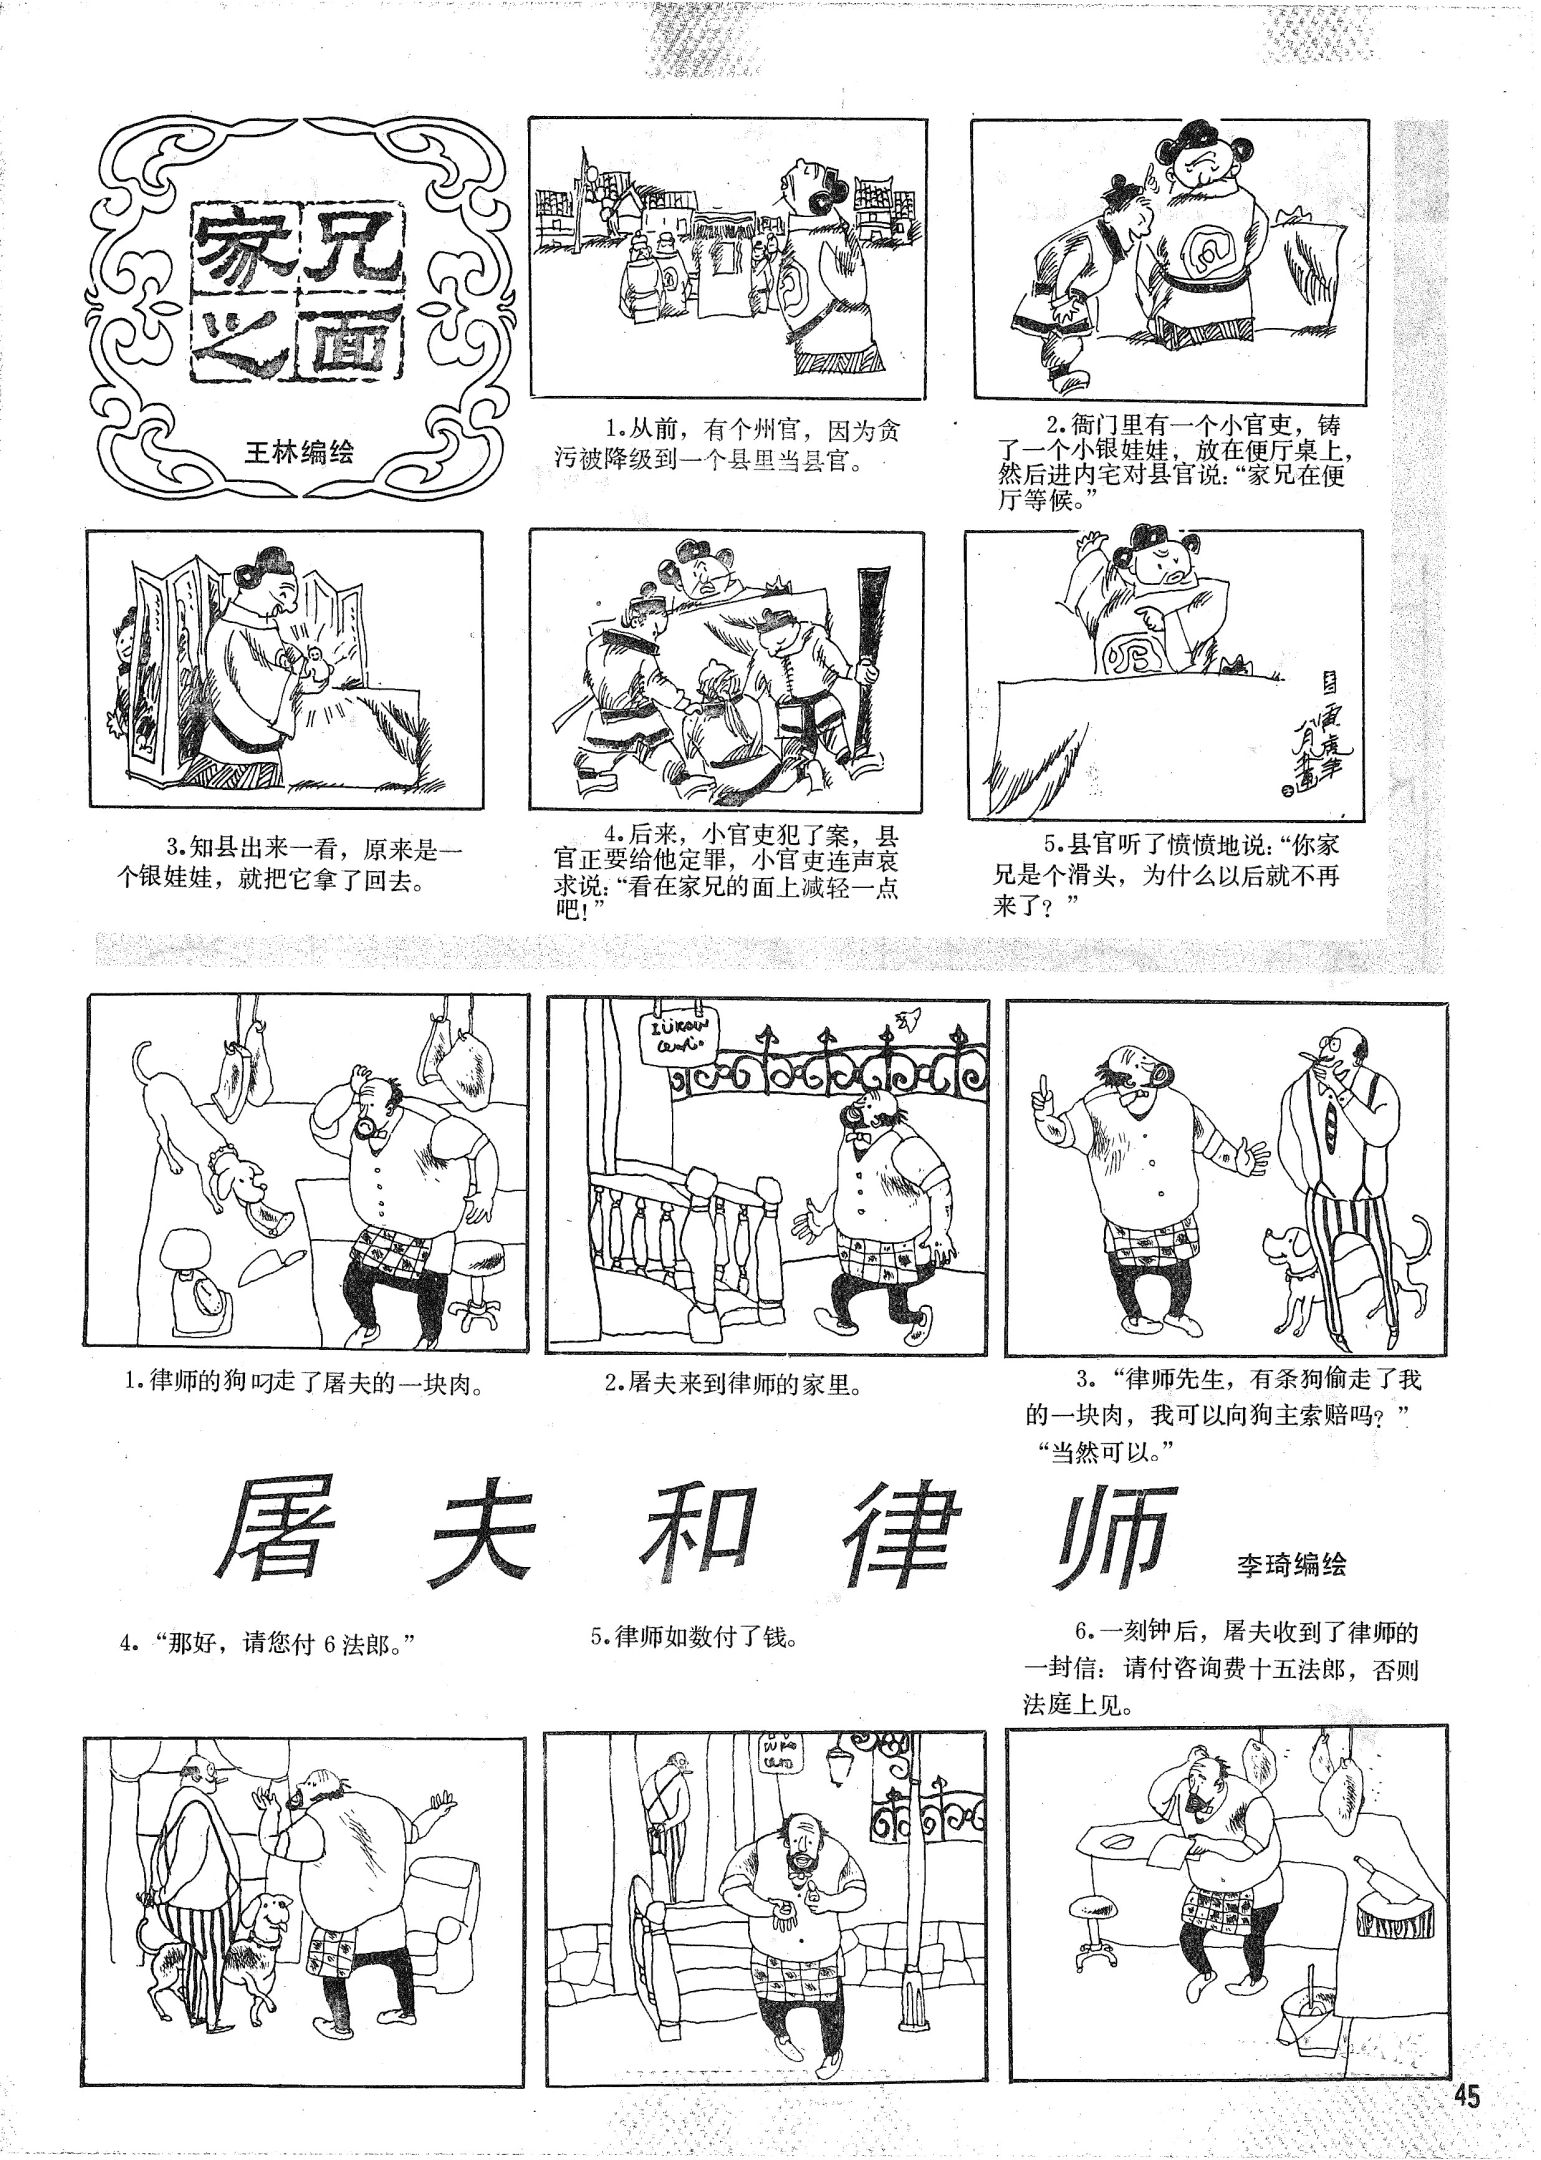 家兄
之面
王林编绘
1.从前，有个州官，因为贪
污被降级到一个县里当县官。
2.衙门里有一个小官吏，铸
了一个小银娃娃，放在便厅桌上，
然后进内宅对县官说：“家兄在便
厅等候。”
3.知县出来一看，原来是一
个银娃娃，就把它拿了回去。
4.后来，小官吏犯了案，县
官正要给他定罪，小官吏连声哀
求说：“看在家兄的面上减轻一点
吧！”
5.县官听了愤愤地说：“你家
兄是个滑头，为什么以后就不再
来了？”
1.律师的狗叼走了屠夫的一块肉。
2.屠夫来到律师的家里。
3.“律师先生，有条狗偷走了我
的一块肉，我可以向狗主索赔吗？”
“当然可以。”
屠夫和律师
李琦编绘
4.“那好，请您付6法郎。”
5.律师如数付了钱。
6.一刻钟后，屠夫收到了律师的
一封信：请付咨询费十五法郎，否则
法庭上见。
45